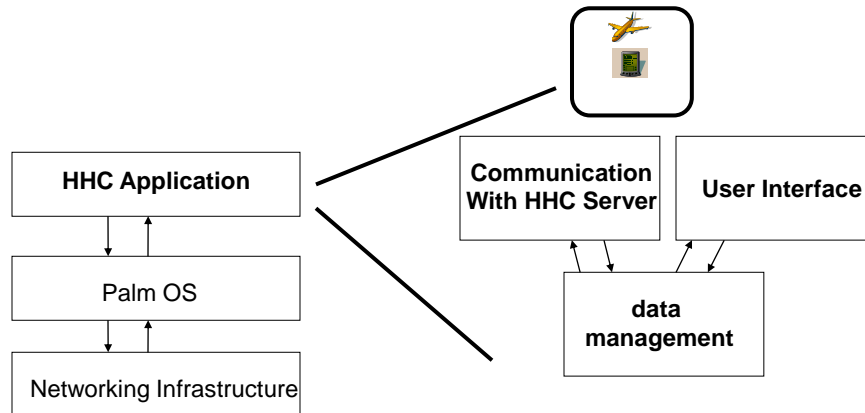 HHC Application
Palm OS
Networking Infrastructure
Communication
With HHC Server
User Interface
data
management